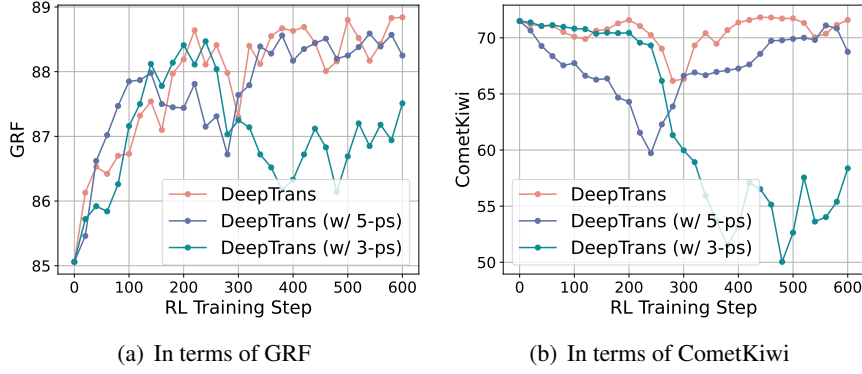 89
88
87
86
85
GRF
DeepTrans
DeepTrans (w/ 5-ps)
DeepTrans (w/ 3-ps)
0 100 200 300 400 500 600
RL Training Step
(a) In terms of GRF
70
65
60
55
50
CometKiwi
DeepTrans
DeepTrans (w/ 5-ps)
DeepTrans (w/ 3-ps)
0 100 200 300 400 500 600
RL Training Step
(b) In terms of CometKiwi